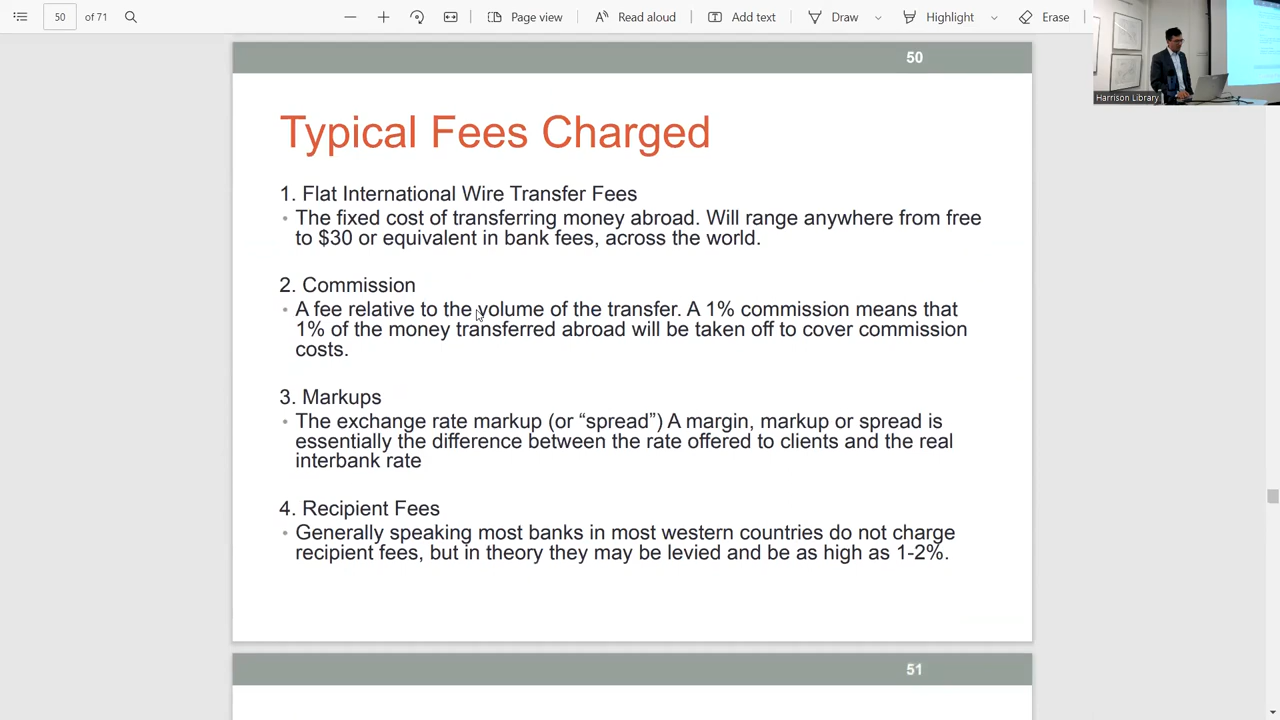 50
of 71
Page view
Read aloud
Add text
Draw
Highlight
Erase
Harrison Library
50
Typical Fees Charged
1. Flat International Wire Transfer Fees
• The fixed cost of transferring money abroad. Will range anywhere from free
to $30 or equivalent in bank fees, across the world.
2. Commission
• A fee relative to the volume of the transfer. A 1% commission means that
1% of the money transferred abroad will be taken off to cover commission
costs.
3. Markups
• The exchange rate markup (or “spread”) A margin, markup or spread is
essentially the difference between the rate offered to clients and the real
interbank rate
4. Recipient Fees
• Generally speaking most banks in most western countries do not charge
recipient fees, but in theory they may be levied and be as high as 1-2%.
51